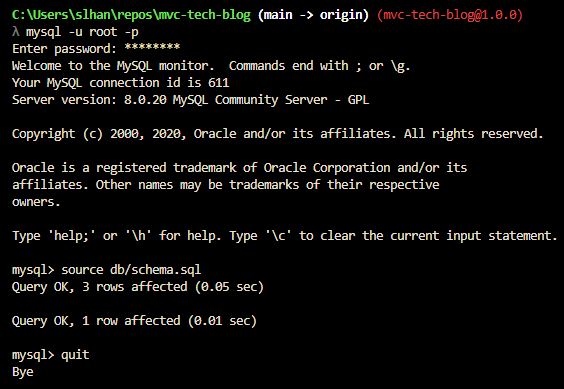 C:\Users\slhan\repos\mvc-tech-blog (main -> origin) (mvc-tech-blog@1.0.0)
λ mysql -u root -p
Enter password: ********
Welcome to the MySQL monitor.  Commands end with ; or \g.
Your MySQL connection id is 611
Server version: 8.0.20 MySQL Community Server - GPL

Copyright (c) 2000, 2020, Oracle and/or its affiliates. All rights reserved.

Oracle is a registered trademark of Oracle Corporation and/or its
affiliates. Other names may be trademarks of their respective
owners.

Type 'help;' or '\h' for help. Type '\c' to clear the current input statement.

mysql> source db/schema.sql
Query OK, 3 rows affected (0.05 sec)

Query OK, 1 row affected (0.01 sec)

mysql> quit
Bye